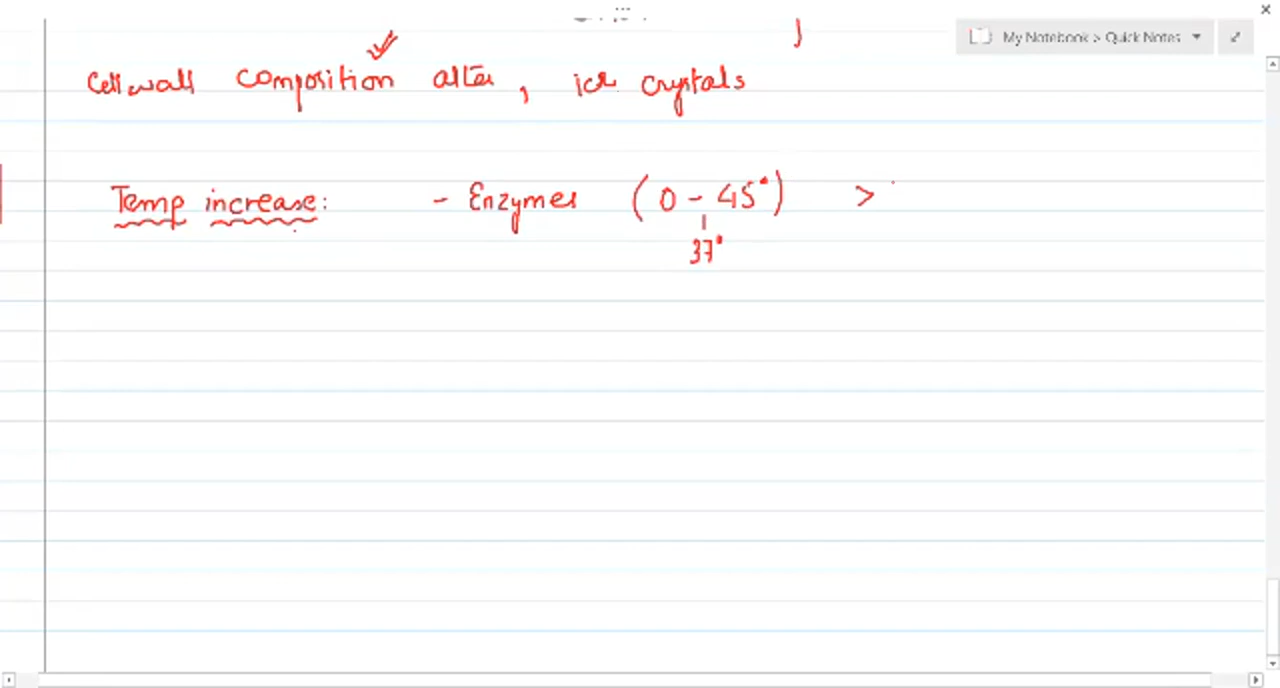 My Notebook > Quick Notes
Cell wall composition alter, ice crystals
Temp increase: - Enzymes (0 - 45°) >
37°